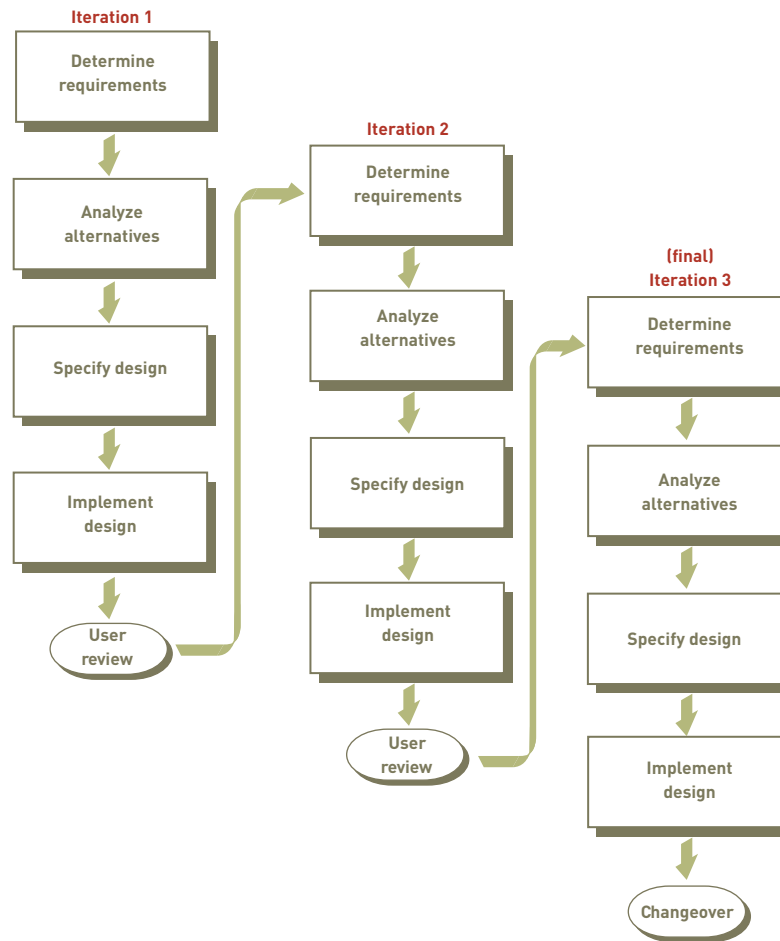 Iteration 1
Determine
requirements
Analyze
alternatives
Specify design
Implement
design
User
review
Iteration 2
Determine
requirements
Analyze
alternatives
Specify design
Implement
design
User
review
(final)
Iteration 3
Determine
requirements
Analyze
alternatives
Specify design
Implement
design
Changeover